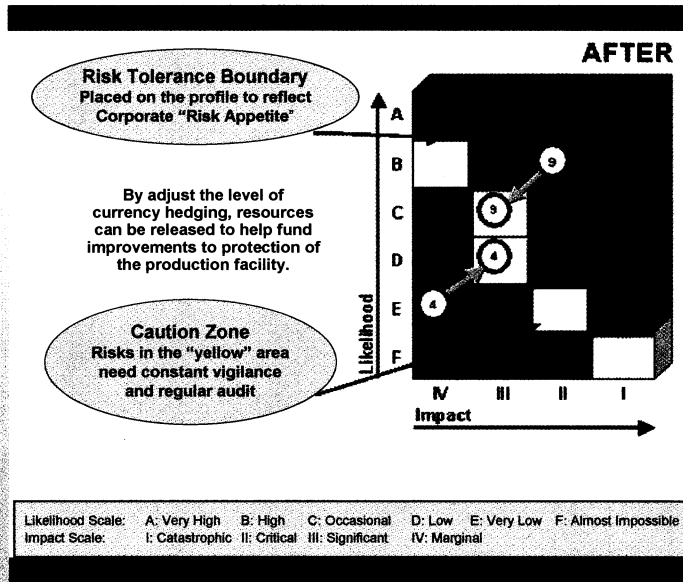 AFTER
Risk Tolerance Boundary
Placed on the profile to reflect
Corporate “Risk Appetite”
By adjust the level of
currency hedging, resources
can be released to help fund
improvements to protection of
the production facility.
Caution Zone
Risks in the “yellow” area
need constant vigilance
and regular audit
Likelihood
A
B
C
D
E
F
9
9
4
4
IV III II I
Impact
Likelihood Scale: A: Very High B: High C: Occasional D: Low E: Very Low F: Almost Impossible
Impact Scale: I: Catastrophic II: Critical III: Significant IV: Marginal